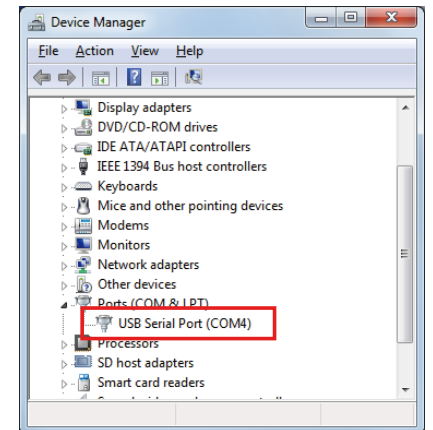 Device Manager
File Action View Help
Display adapters
DVD/CD-ROM drives
IDE ATA/ATAPI controllers
IEEE 1394 Bus host controllers
Keyboards
Mice and other pointing devices
Modems
Monitors
Network adapters
Other devices
Ports (COM & LPT)
USB Serial Port (COM4)
Processors
SD host adapters
Smart card readers